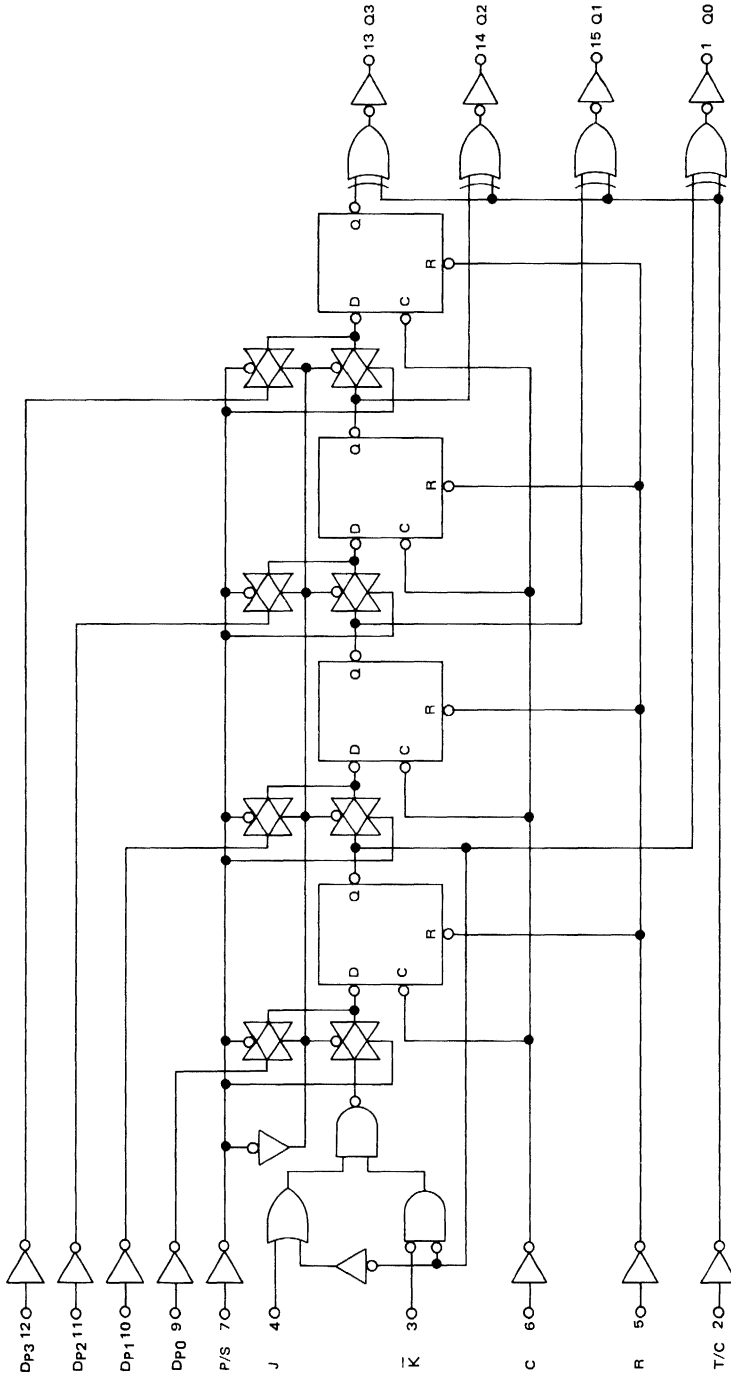 DP3 12
DP2 11
DP1 10
DP0 9
P/S 7
J 4
D Q D Q D Q D Q
13 Q3
C C C C
K̅ 3
R R R R
14 Q2
C 6
15 Q1
R 5
1 Q0
T/C 2